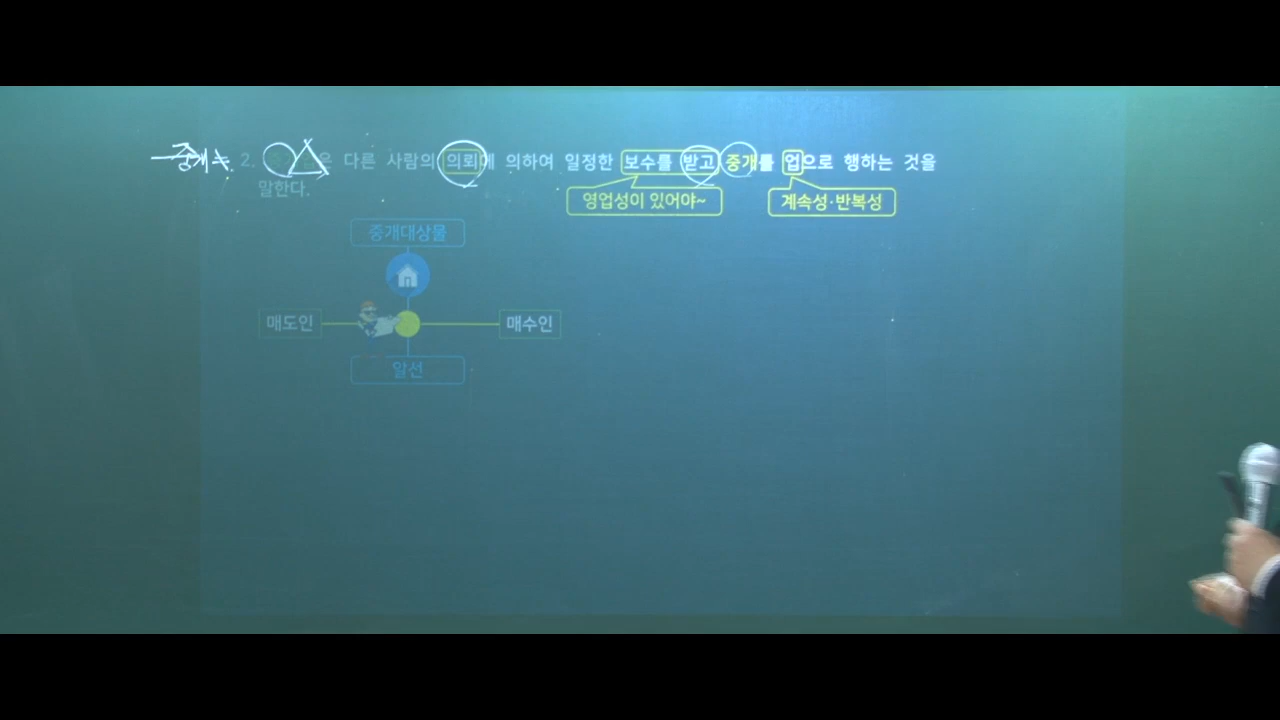 중개는 2. 은 다른 사람의 의뢰에 의하여 일정한 보수를 받고 중개를 업으로 행하는 것을
말한다.
영업성이 있어야~ 계속성·반복성
중개대상물
매도인 매수인
알선